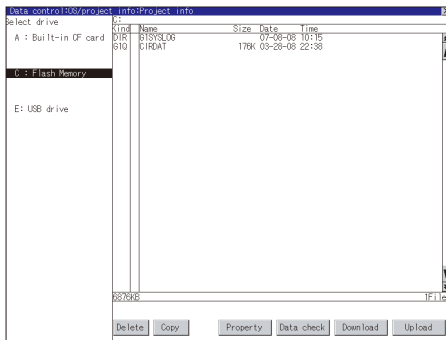 Data control:OS/project info:Project info
Select drive
C:
Kind Name Size Date Time
A : Built-in CF card
DIR G1SYSLOG 07-08-08 10:15
G1Q CIRDAT 176K 03-28-08 22:38
C : Flash Memory
E: USB drive
6876KB 1File
Delete Copy Property Data check Download Upload